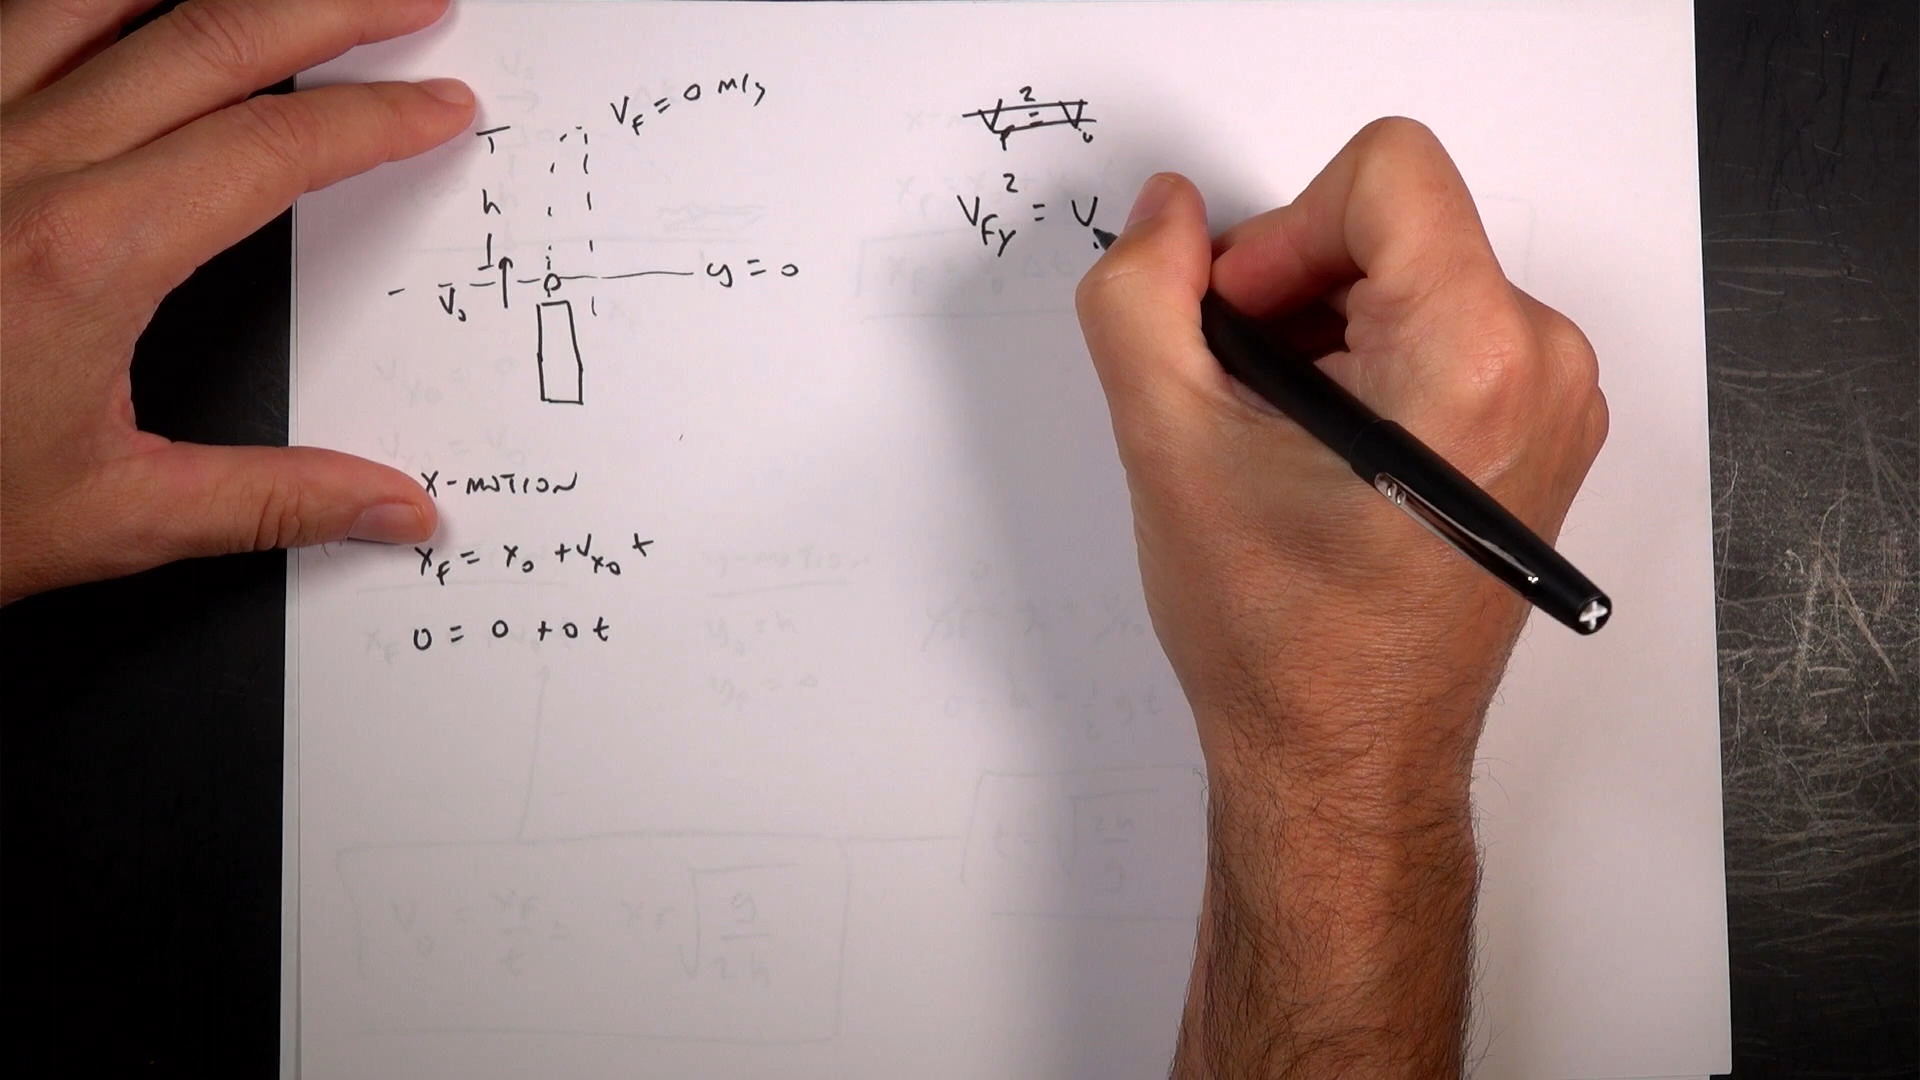 V_f = 0 m/s
h
V_0
y = 0
X-MOTION
x_f = x_0 + V_x0 t
0 = 0 + 0 t
V_f^2 = V_0
V_fy^2 = V